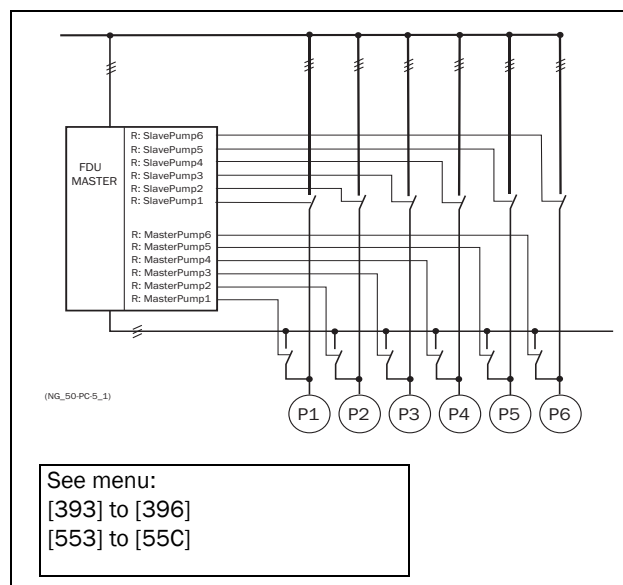 R: SlavePump6
R: SlavePump5
R: SlavePump4
R: SlavePump3
R: SlavePump2
R: SlavePump1
FDU
MASTER
R: MasterPump6
R: MasterPump5
R: MasterPump4
R: MasterPump3
R: MasterPump2
R: MasterPump1
(NG_50-PC-5_1)
P1 P2 P3 P4 P5 P6
See menu:
[393] to [396]
[553] to [55C]